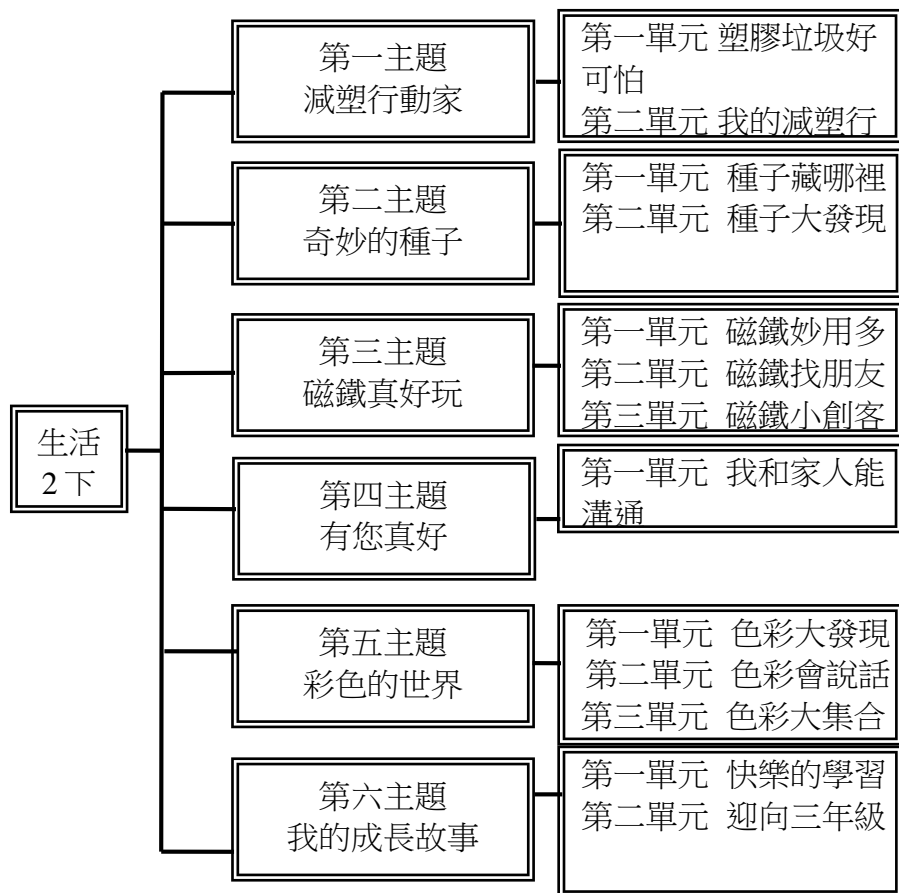 第一主題
減塑行動家
第一單元 塑膠垃圾好
可怕
第二單元 我的減塑行
第二主題
奇妙的種子
第一單元 種子藏哪裡
第二單元 種子大發現
第三主題
磁鐵真好玩
第一單元 磁鐵妙用多
第二單元 磁鐵找朋友
第三單元 磁鐵小創客
生活
2下
第四主題
有您真好
第一單元 我和家人能
溝通
第五主題
彩色的世界
第一單元 色彩大發現
第二單元 色彩會說話
第三單元 色彩大集合
第六主題
我的成長故事
第一單元 快樂的學習
第二單元 迎向三年級